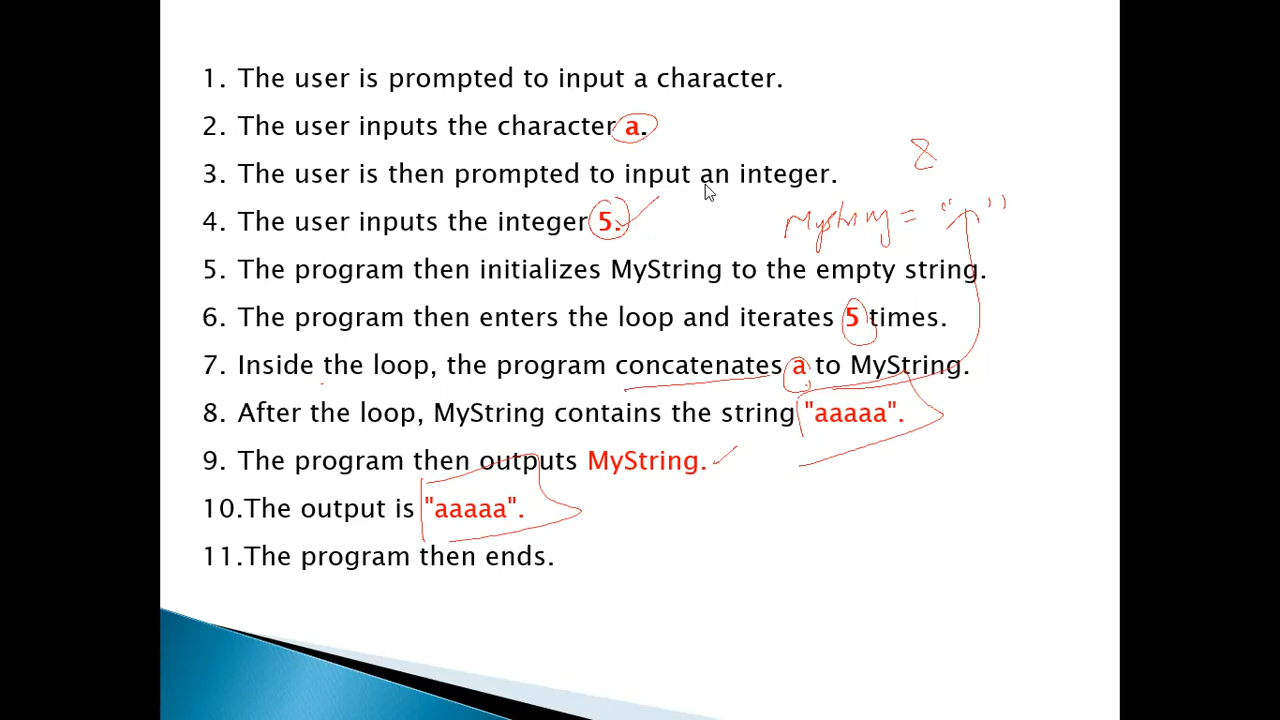 1. The user is prompted to input a character.
2. The user inputs the character a.
8
3. The user is then prompted to input an integer.
4. The user inputs the integer 5.
MyString = " "
5. The program then initializes MyString to the empty string.
6. The program then enters the loop and iterates 5 times.
7. Inside the loop, the program concatenates a to MyString.
8. After the loop, MyString contains the string "aaaaa".
9. The program then outputs MyString.
10.The output is "aaaaa".
11.The program then ends.